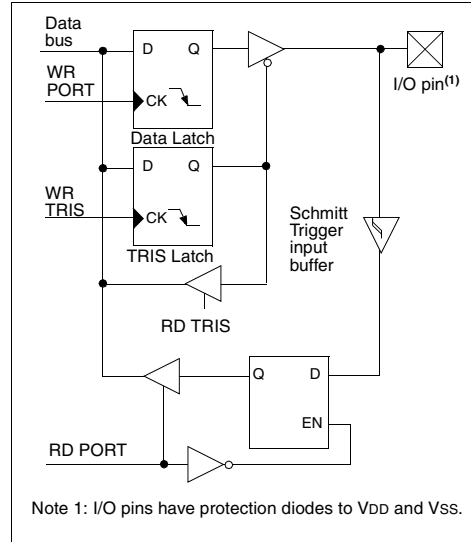 Data
bus
D Q
WR
PORT
CK
I/O pin(1)
Data Latch
D Q
WR
TRIS
CK
TRIS Latch
Schmitt
Trigger
input
buffer
RD TRIS
Q D
EN
RD PORT
Note 1: I/O pins have protection diodes to VDD and VSS.